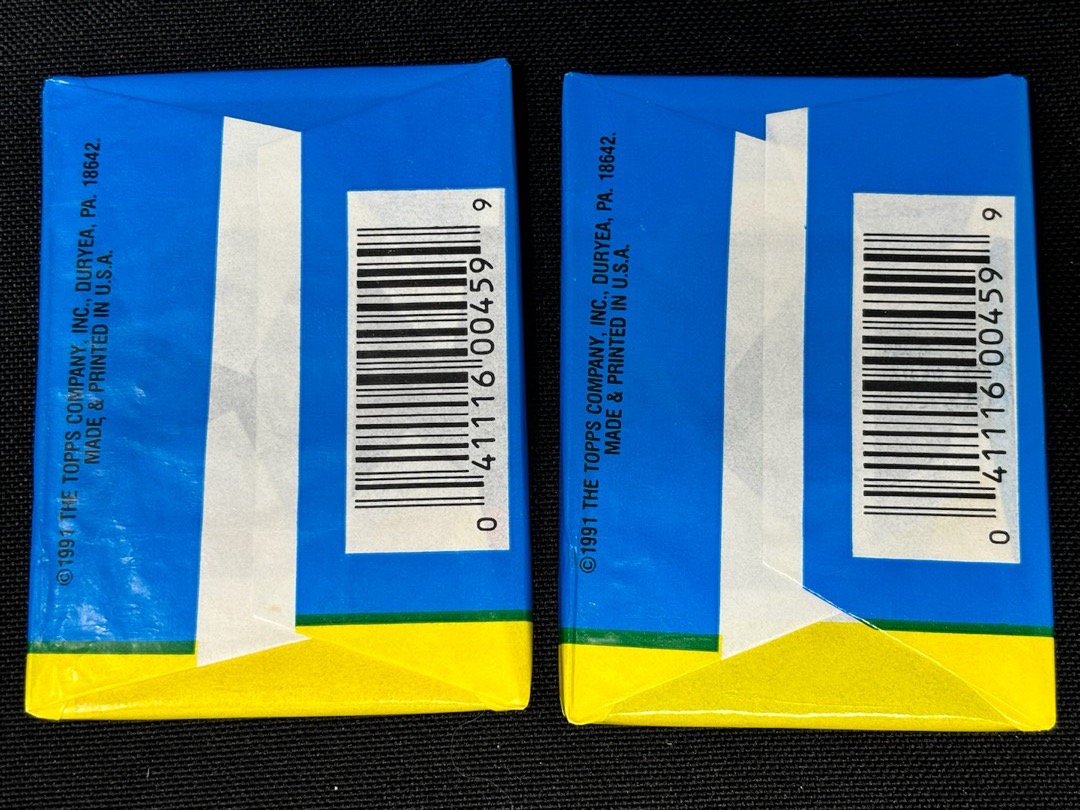 ©1991 THE TOPPS COMPANY, INC., DURYEA, PA. 18642.
MADE & PRINTED IN U.S.A.
0 41116 00459 9
©1991 THE TOPPS COMPANY, INC., DURYEA, PA. 18642.
MADE & PRINTED IN U.S.A.
0 41116 00459 9